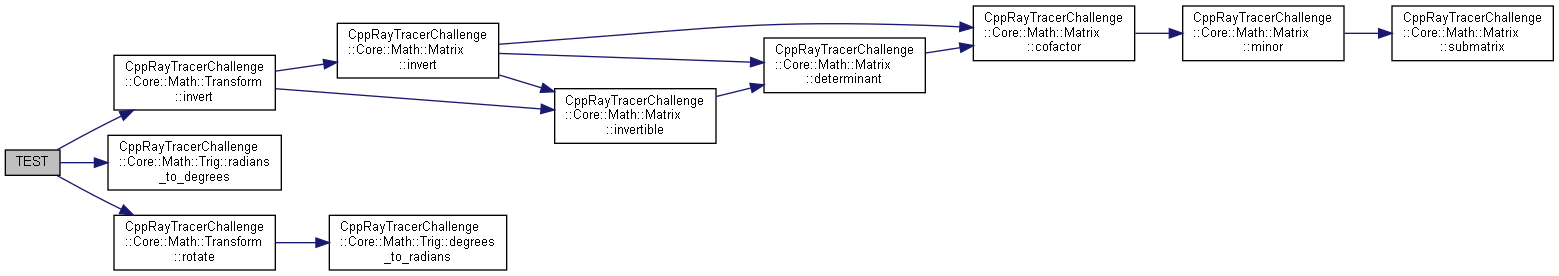 TEST
CppRayTracerChallenge
::Core::Math::Transform
::invert
CppRayTracerChallenge
::Core::Math::Trig::radians
_to_degrees
CppRayTracerChallenge
::Core::Math::Transform
::rotate
CppRayTracerChallenge
::Core::Math::Matrix
::invert
CppRayTracerChallenge
::Core::Math::Trig::degrees
_to_radians
CppRayTracerChallenge
::Core::Math::Matrix
::invertible
CppRayTracerChallenge
::Core::Math::Matrix
::determinant
CppRayTracerChallenge
::Core::Math::Matrix
::cofactor
CppRayTracerChallenge
::Core::Math::Matrix
::minor
CppRayTracerChallenge
::Core::Math::Matrix
::submatrix